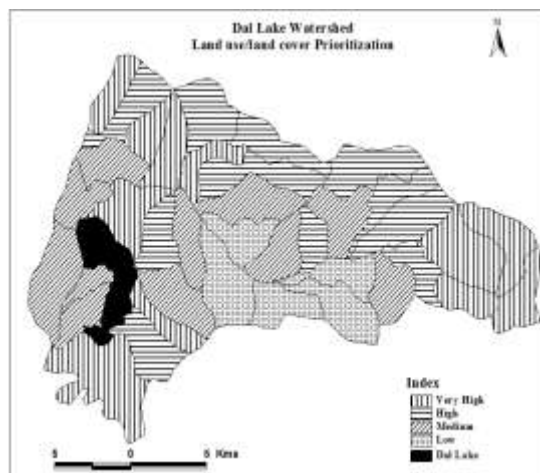 Dal Lake Watershed
Land use/land cover Prioritization
N
Index
Very High
High
Medium
Low
Dal Lake
5 0 5 Kms